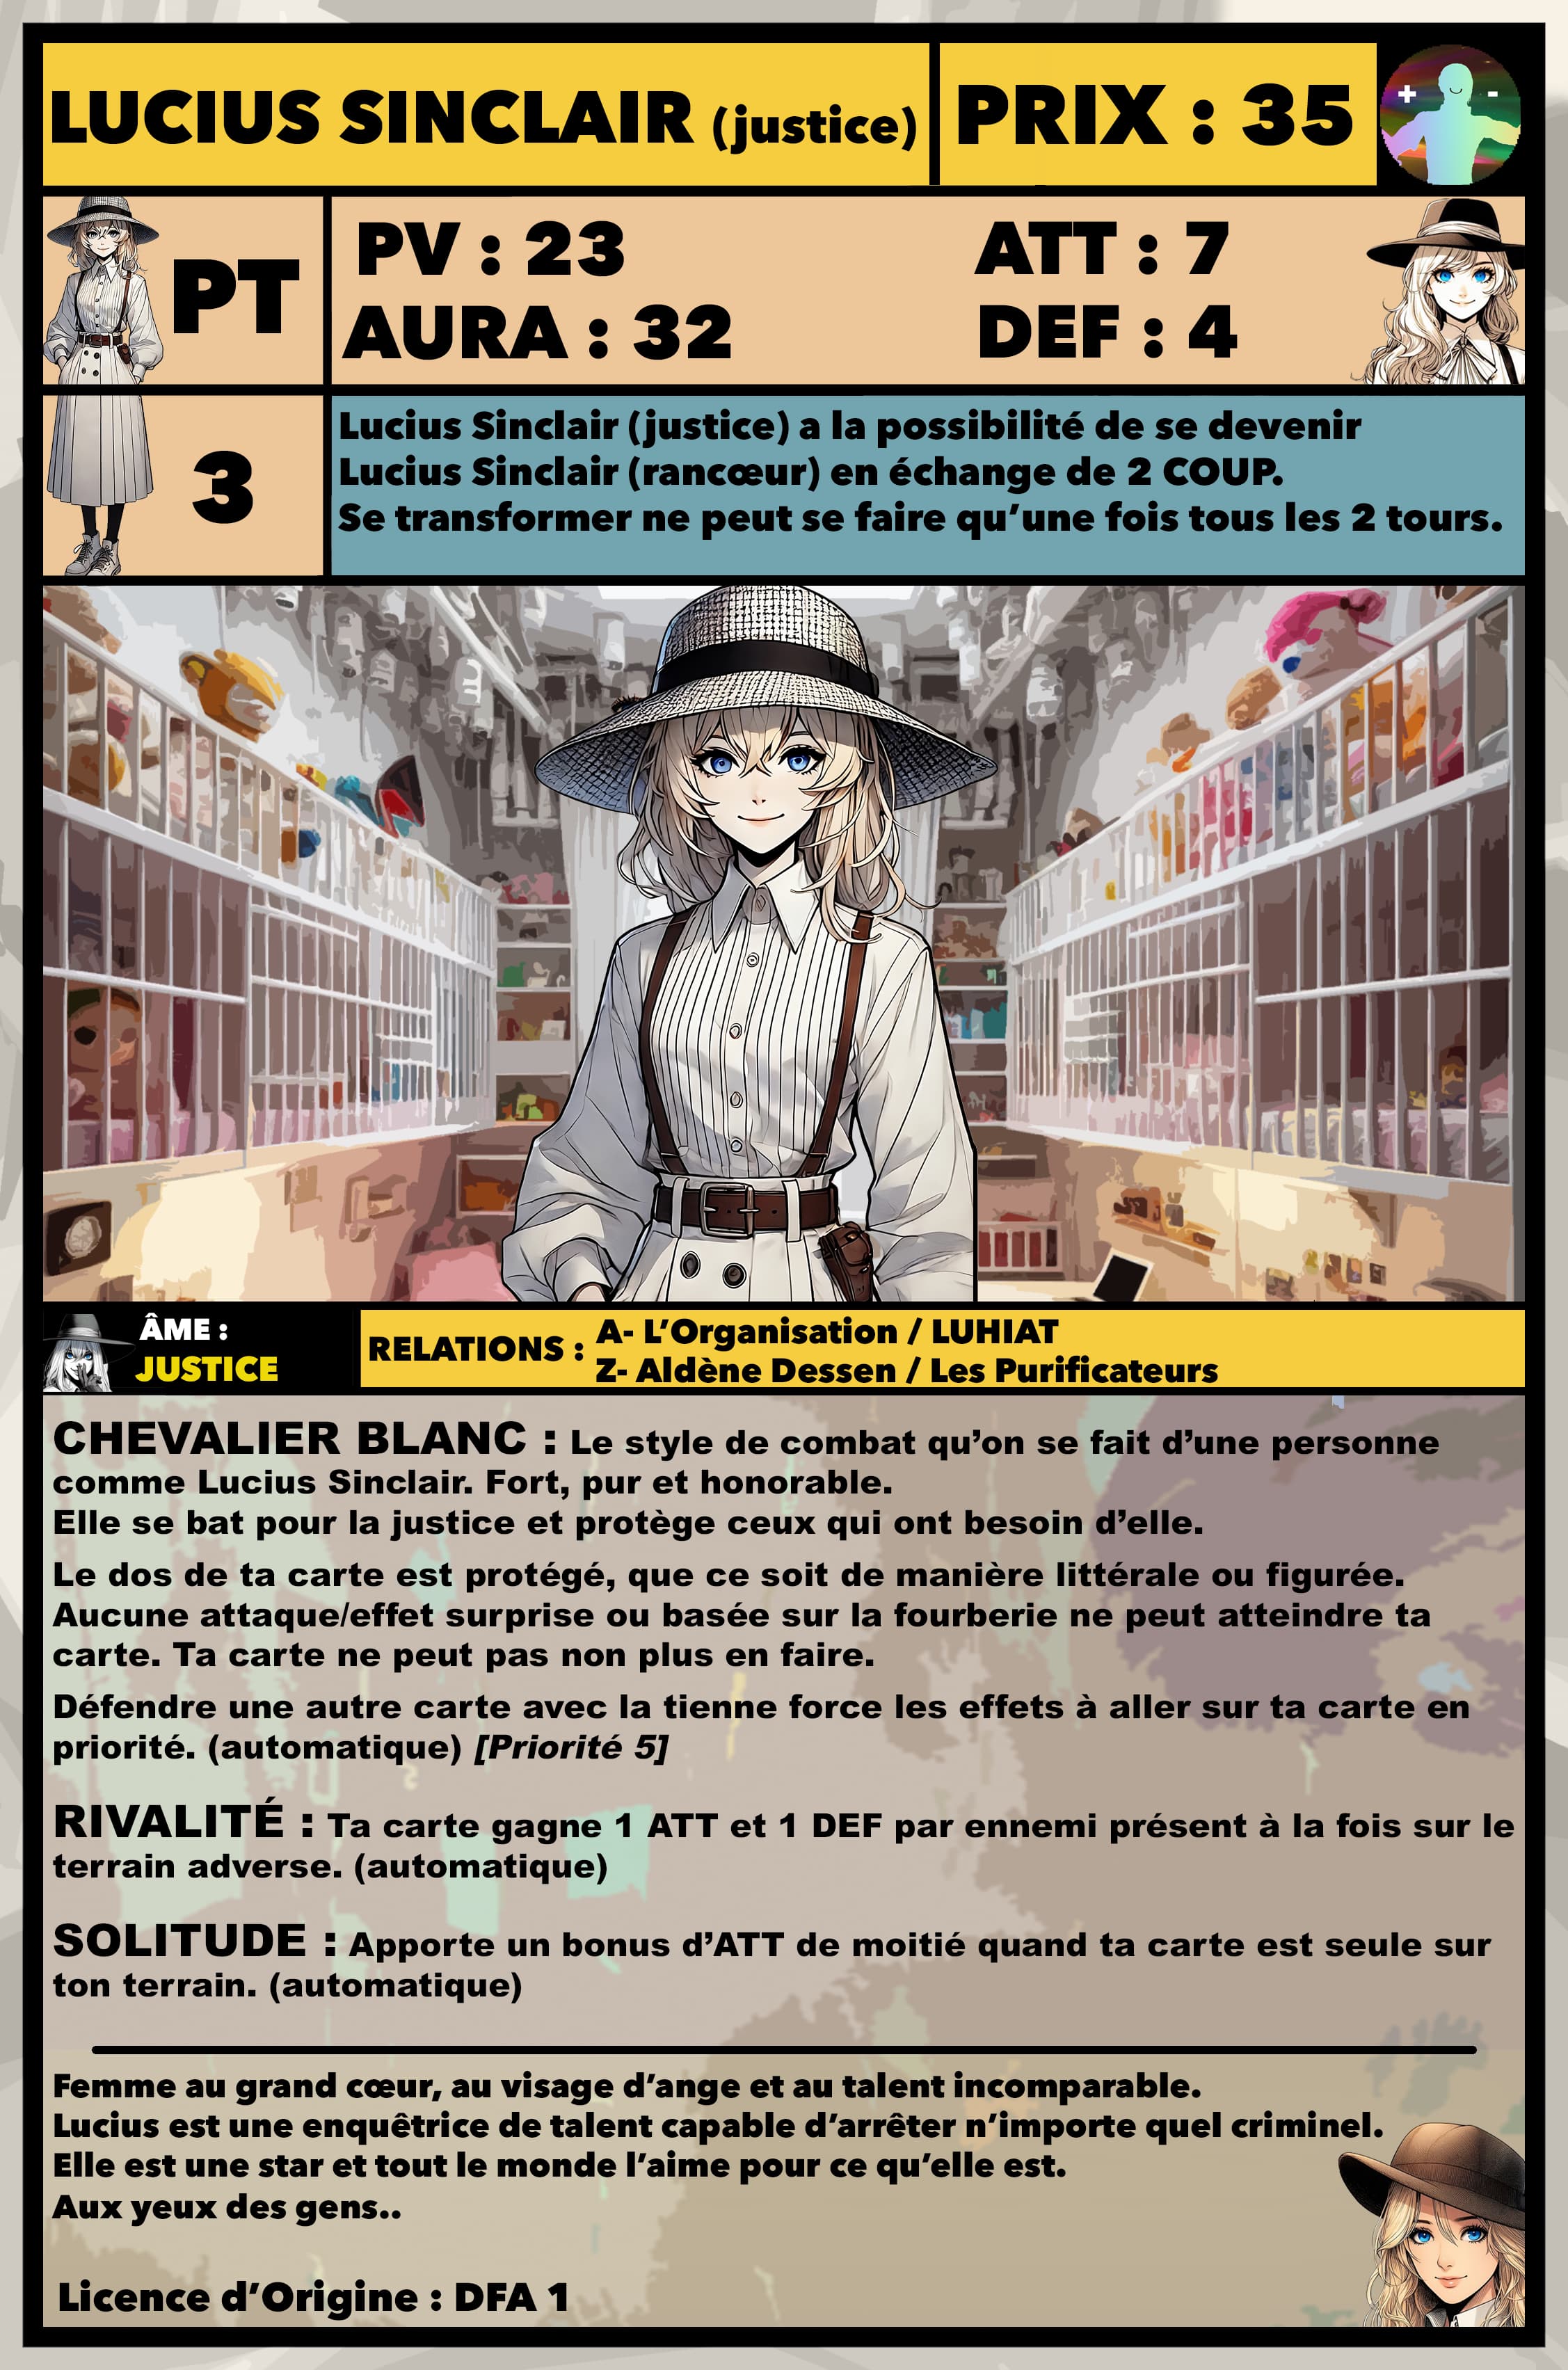 LUCIUS SINCLAIR (justice)
PRIX : 35
+ -
PT
PV : 23
ATT : 7
AURA : 32
DEF : 4
3
Lucius Sinclair (justice) a la possibilité de se devenir
Lucius Sinclair (rancœur) en échange de 2 COUP.
Se transformer ne peut se faire qu’une fois tous les 2 tours.
ÂME :
JUSTICE
RELATIONS :
A- L’Organisation / LUHIAT
Z- Aldène Dessen / Les Purificateurs
CHEVALIER BLANC : Le style de combat qu’on se fait d’une personne
comme Lucius Sinclair. Fort, pur et honorable.
Elle se bat pour la justice et protège ceux qui ont besoin d’elle.
Le dos de ta carte est protégé, que ce soit de manière littérale ou figurée.
Aucune attaque/effet surprise ou basée sur la fourberie ne peut atteindre ta
carte. Ta carte ne peut pas non plus en faire.
Défendre une autre carte avec la tienne force les effets à aller sur ta carte en
priorité. (automatique) [Priorité 5]
RIVALITÉ : Ta carte gagne 1 ATT et 1 DEF par ennemi présent à la fois sur le
terrain adverse. (automatique)
SOLITUDE : Apporte un bonus d’ATT de moitié quand ta carte est seule sur
ton terrain. (automatique)
Femme au grand cœur, au visage d’ange et au talent incomparable.
Lucius est une enquêtrice de talent capable d’arrêter n’importe quel criminel.
Elle est une star et tout le monde l’aime pour ce qu’elle est.
Aux yeux des gens..
Licence d’Origine : DFA 1